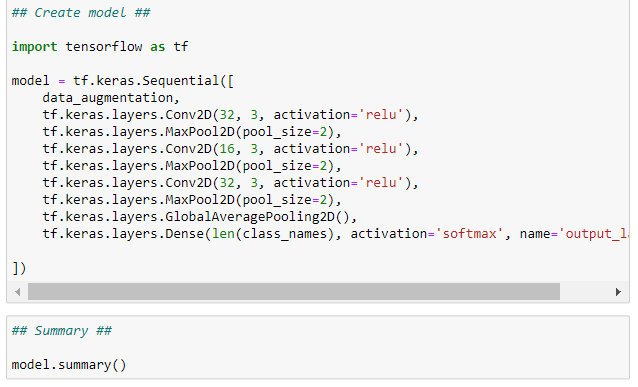 ## Create model ##
import tensorflow as tf
model = tf.keras.Sequential([
    data_augmentation,
    tf.keras.layers.Conv2D(32, 3, activation='relu'),
    tf.keras.layers.MaxPool2D(pool_size=2),
    tf.keras.layers.Conv2D(16, 3, activation='relu'),
    tf.keras.layers.MaxPool2D(pool_size=2),
    tf.keras.layers.Conv2D(32, 3, activation='relu'),
    tf.keras.layers.MaxPool2D(pool_size=2),
    tf.keras.layers.GlobalAveragePooling2D(),
    tf.keras.layers.Dense(len(class_names), activation='softmax', name='output_l
])
## Summary ##
model.summary()